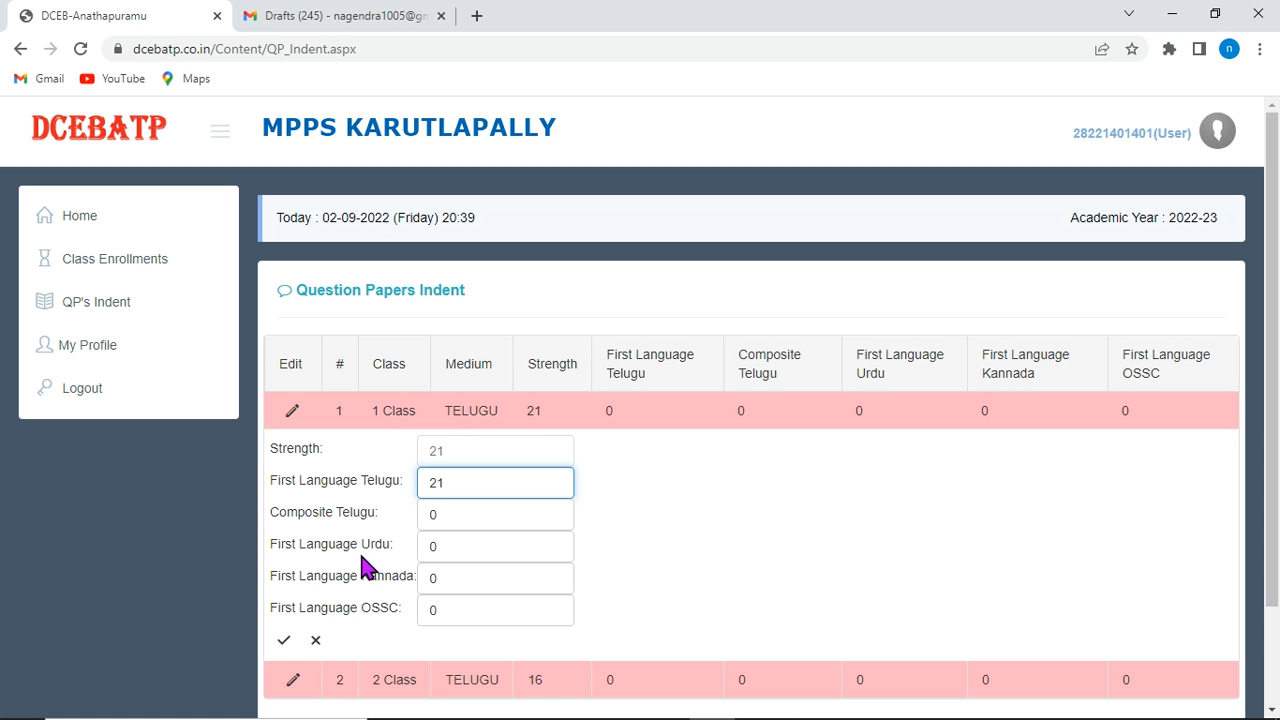 DCEB-Anathapuramu
Drafts (245) - nagendra1005@gm
dcebatp.co.in/Content/QP_Indent.aspx
n
Gmail YouTube Maps
DCEBATP
MPPS KARUTLAPALLY
28221401401(User)
Home
Class Enrollments
QP's Indent
My Profile
Logout
Today : 02-09-2022 (Friday) 20:39
Academic Year : 2022-23
Question Papers Indent
Edit # Class Medium Strength First Language Telugu Composite Telugu First Language Urdu First Language Kannada First Language OSSC
1 1 Class TELUGU 21 0 0 0 0 0
Strength: 21
First Language Telugu: 21
Composite Telugu: 0
First Language Urdu: 0
First Language Kannada: 0
First Language OSSC: 0
2 2 Class TELUGU 16 0 0 0 0 0